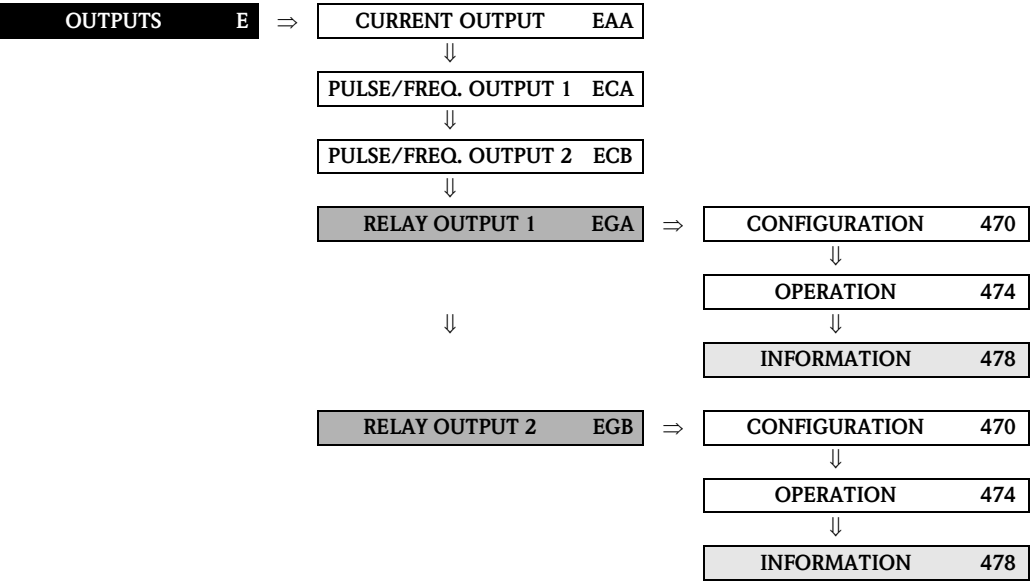 OUTPUTS E ⇒ CURRENT OUTPUT EAA
⇓
PULSE/FREQ. OUTPUT 1 ECA
⇓
PULSE/FREQ. OUTPUT 2 ECB
⇓
RELAY OUTPUT 1 EGA ⇒ CONFIGURATION 470
⇓
OPERATION 474
⇓ ⇓
INFORMATION 478
RELAY OUTPUT 2 EGB ⇒ CONFIGURATION 470
⇓
OPERATION 474
⇓
INFORMATION 478